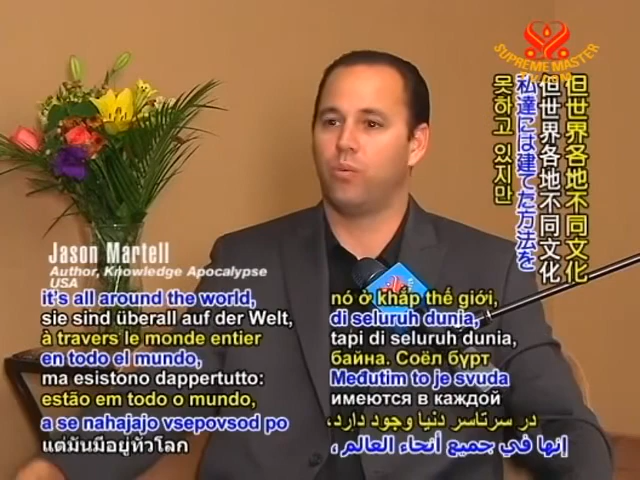 SUPREME MASTER
TV.COM
但世界各地不同文化
但世界各地不同文化
私達には建てた方法を
못하고 있지만
Jason Martell
Author, Knowledge Apocalypse
USA
it's all around the world,
sie sind überall auf der Welt,
à travers le monde entier
en todo el mundo,
ma esistono dappertutto:
estão em todo o mundo,
a se nahajajo vsepovsod po
แต่มันมีอยู่ทั่วโลก
nó ở khắp thế giới,
di seluruh dunia,
tapi di seluruh dunia,
байна. Соёл бүрт
Međutim to je svuda
имеются в каждой
در سرتاسر دنیا وجود دارد،
إنها في جميع أنحاء العالم،